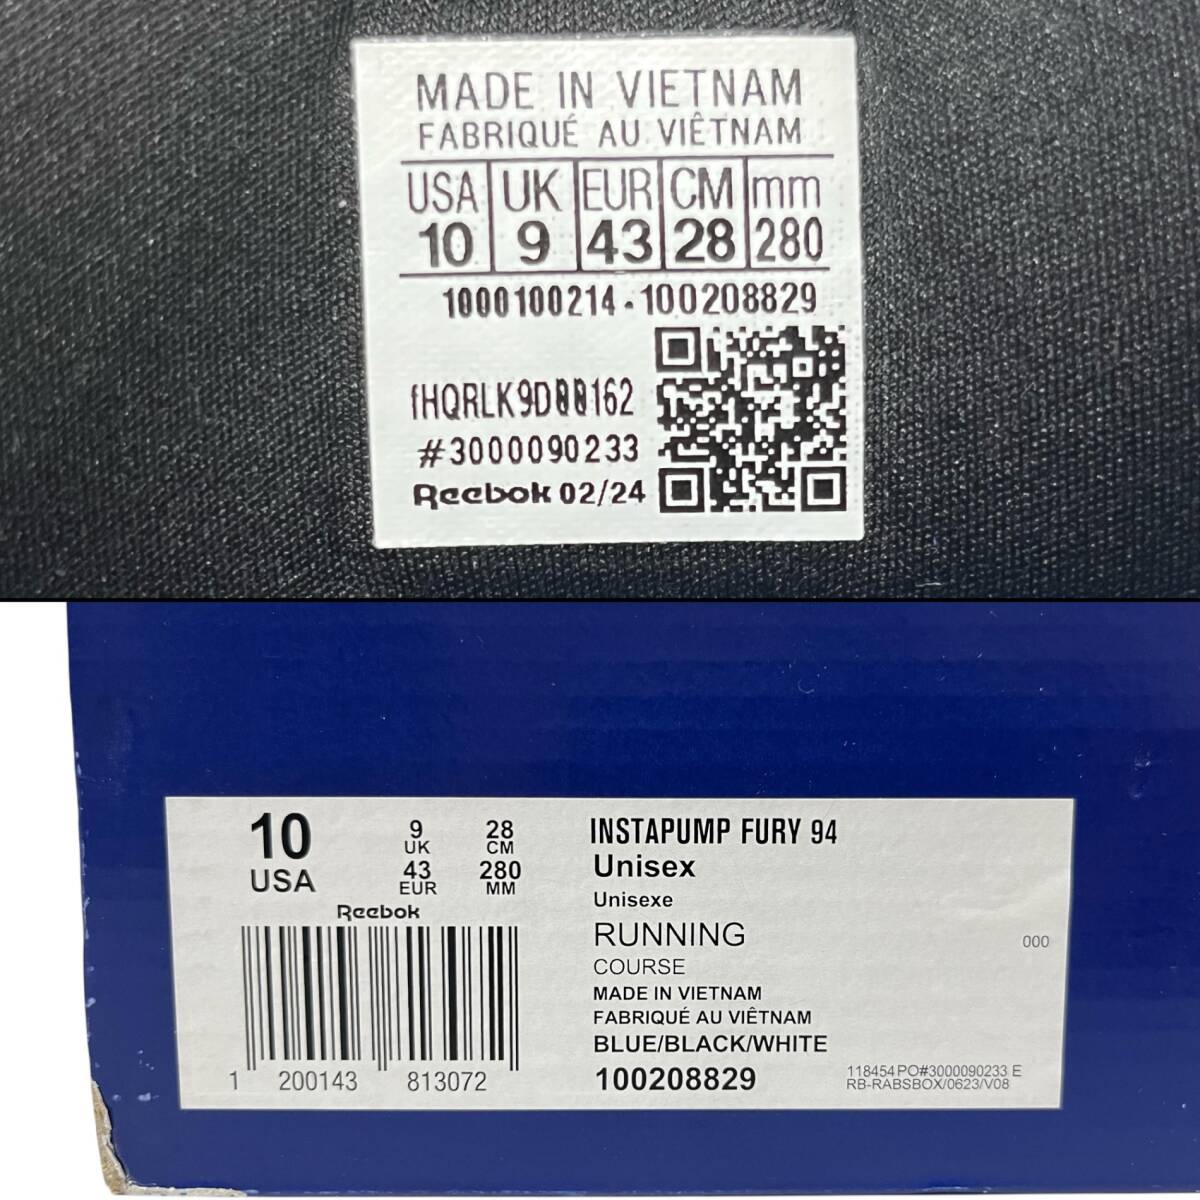 MADE IN VIETNAM
FABRIQUÉ AU VIÊTNAM
USA UK EUR CM mm
10 9 43 28 280
1000100214-100208829
fHQRLK9D00162
#3000090233
Reebok 02/24
10 USA
9 UK
28 CM
43 EUR
280 MM
Reebok
1 200143 813072
INSTAPUMP FURY 94
Unisex
Unisexe
RUNNING
COURSE
000
MADE IN VIETNAM
FABRIQUÉ AU VIÊTNAM
BLUE/BLACK/WHITE
100208829
118454 PO#3000090233 E
RB-RABSBOX/0623/V08